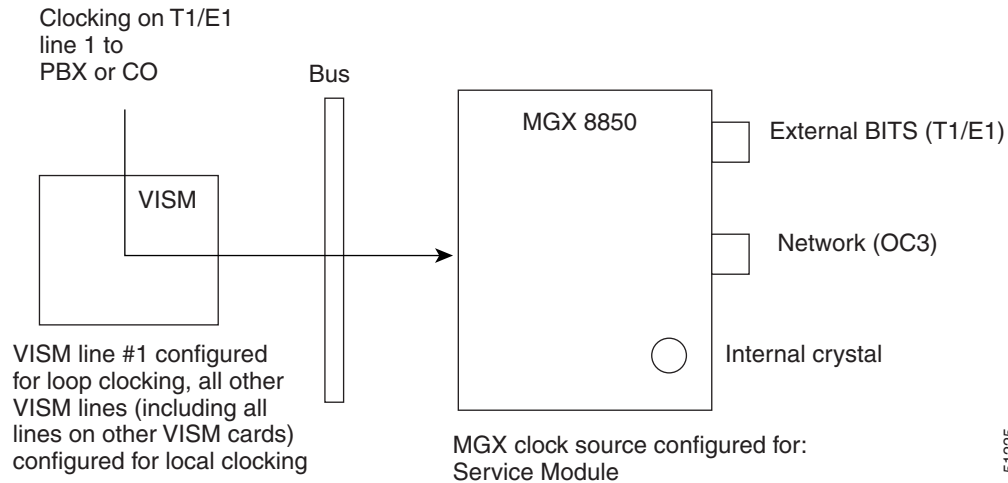 Clocking on T1/E1
line 1 to
PBX or CO
Bus
MGX 8850
External BITS (T1/E1)
VISM
Network (OC3)
Internal crystal
VISM line #1 configured
for loop clocking, all other
VISM lines (including all
lines on other VISM cards)
configured for local clocking
MGX clock source configured for:
Service Module